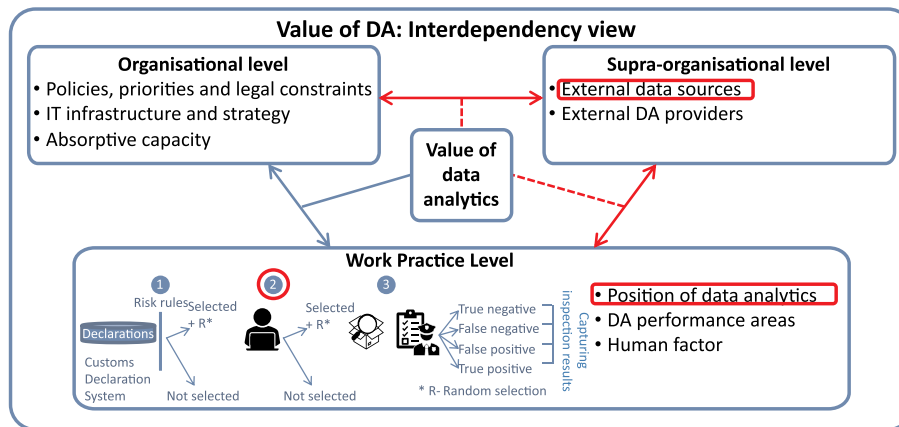 Value of DA: Interdependency view
Organisational level
• Policies, priorities and legal constraints
• IT infrastructure and strategy
• Absorptive capacity
Supra-organisational level
• External data sources
• External DA providers
Value of
data
analytics
Work Practice Level
1
2
3
Risk rules
Selected
+ R*
Declarations
Customs
Declaration
System
Not selected
Selected
+ R*
Not selected
True negative
False negative
False positive
True positive
* R- Random selection
Capturing
inspection results
• Position of data analytics
• DA performance areas
• Human factor